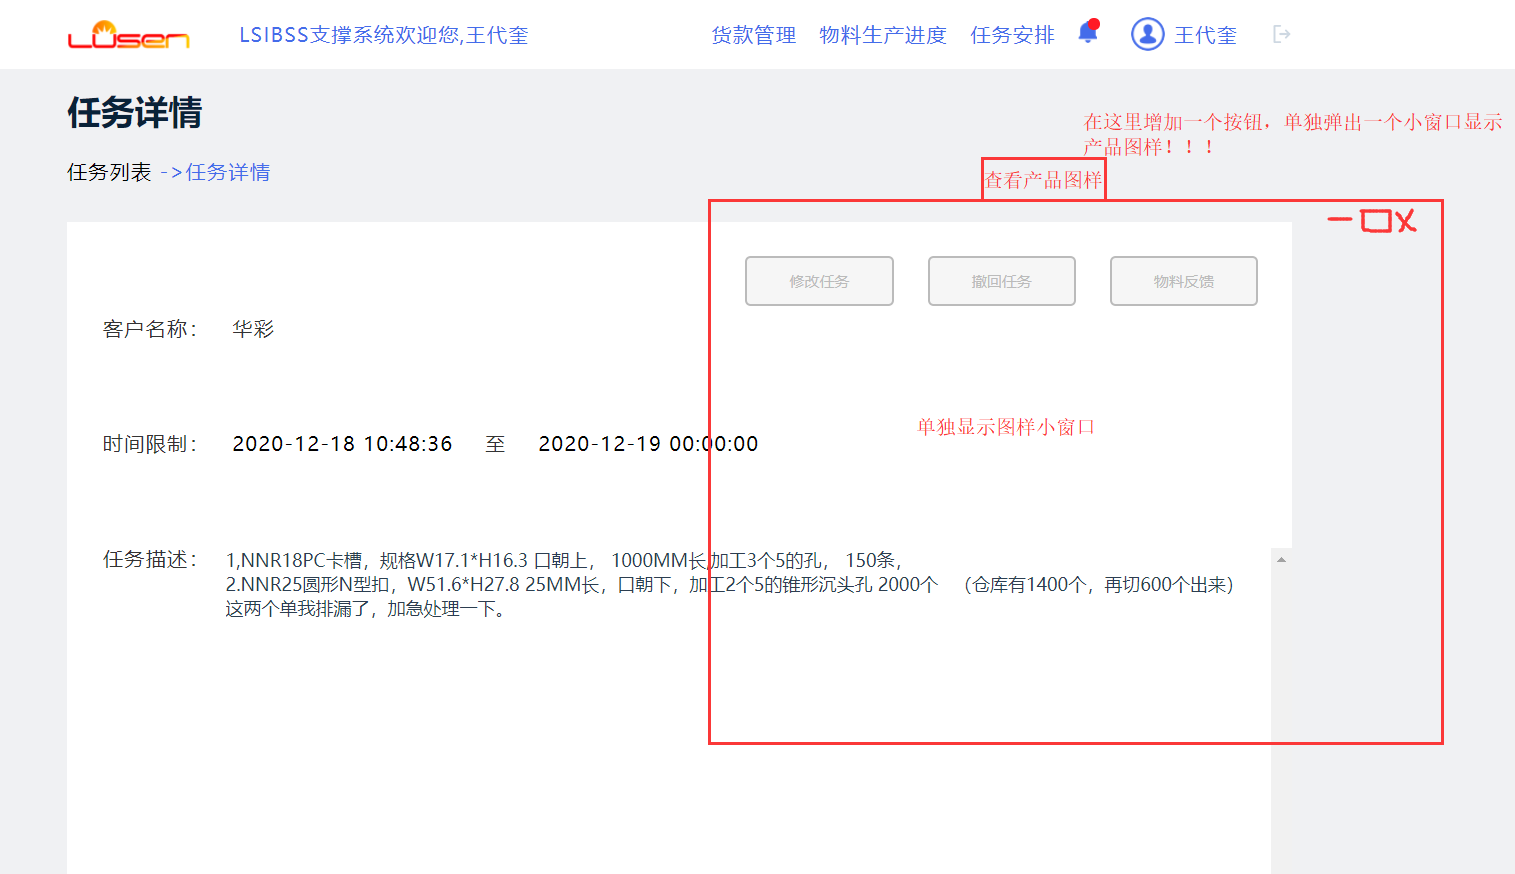 Lusen
LSIBSS支撑系统欢迎您,王代奎
货款管理
物料生产进度
任务安排
王代奎
任务详情
在这里增加一个按钮，单独弹出一个小窗口显示
产品图样！！！
任务列表 ->任务详情
查看产品图样
修改任务
撤回任务
物料反馈
客户名称： 华彩
单独显示图样小窗口
时间限制： 2020-12-18 10:48:36 至 2020-12-19 00:00:00
任务描述： 1,NNR18PC卡槽，规格W17.1*H16.3 口朝上， 1000MM长,加工3个5的孔， 150条，
2.NNR25圆形N型扣，W51.6*H27.8 25MM长，口朝下，加工2个5的锥形沉头孔 2000个 （仓库有1400个，再切600个出来）
这两个单我排漏了，加急处理一下。